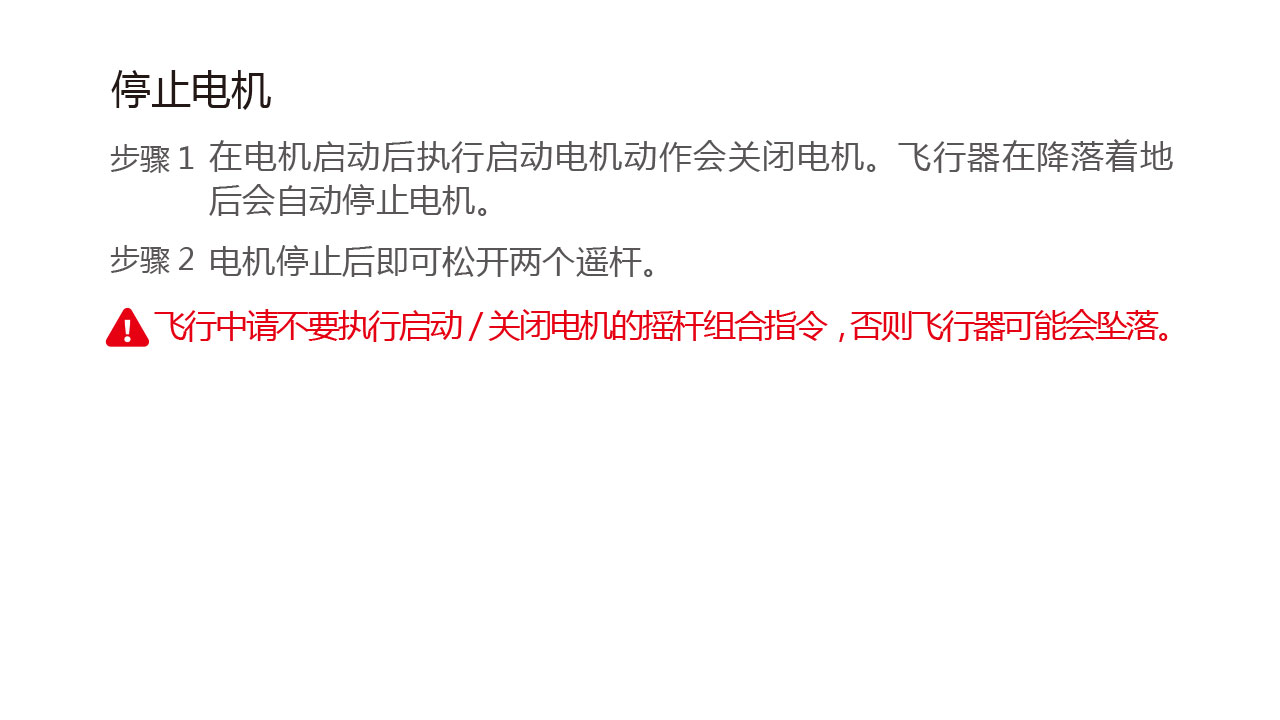 停止电机
步骤 1 在电机启动后执行启动电机动作会关闭电机。飞行器在降落着地
后会自动停止电机。
步骤 2 电机停止后即可松开两个遥杆。
飞行中请不要执行启动 / 关闭电机的摇杆组合指令 , 否则飞行器可能会坠落。